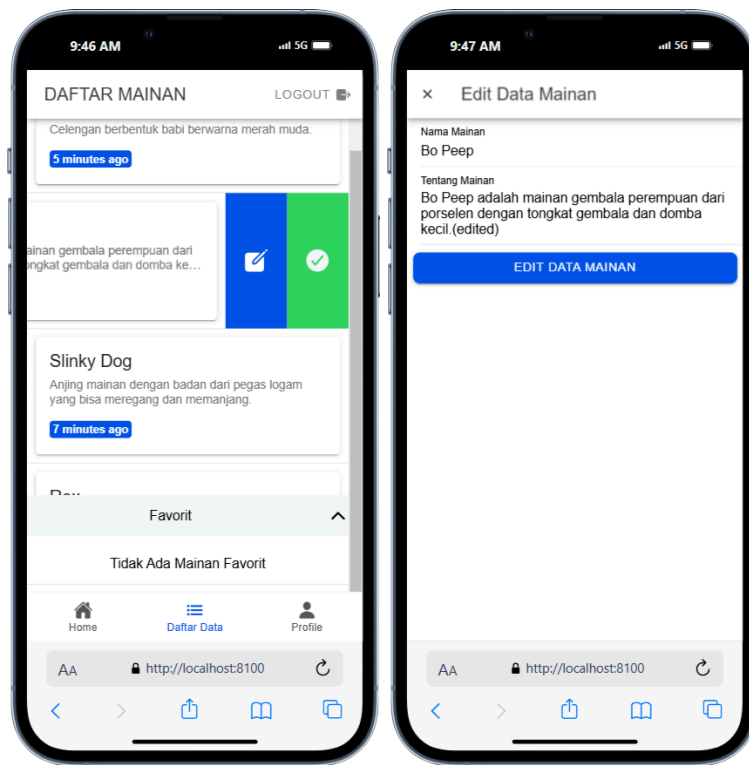 9:46 AM
5G
DAFTAR MAINAN
LOGOUT
Celengan berbentuk babi berwarna merah muda.
5 minutes ago
ainan gembala perempuan dari
ongkat gembala dan domba ke...
Slinky Dog
Anjing mainan dengan badan dari pegas logam
yang bisa meregang dan memanjang.
7 minutes ago
Favorit
Tidak Ada Mainan Favorit
Home
Daftar Data
Profile
AA
http://localhost:8100
9:47 AM
5G
× Edit Data Mainan
Nama Mainan
Bo Peep
Tentang Mainan
Bo Peep adalah mainan gembala perempuan dari
porselen dengan tongkat gembala dan domba
kecil.(edited)
EDIT DATA MAINAN
AA
http://localhost:8100